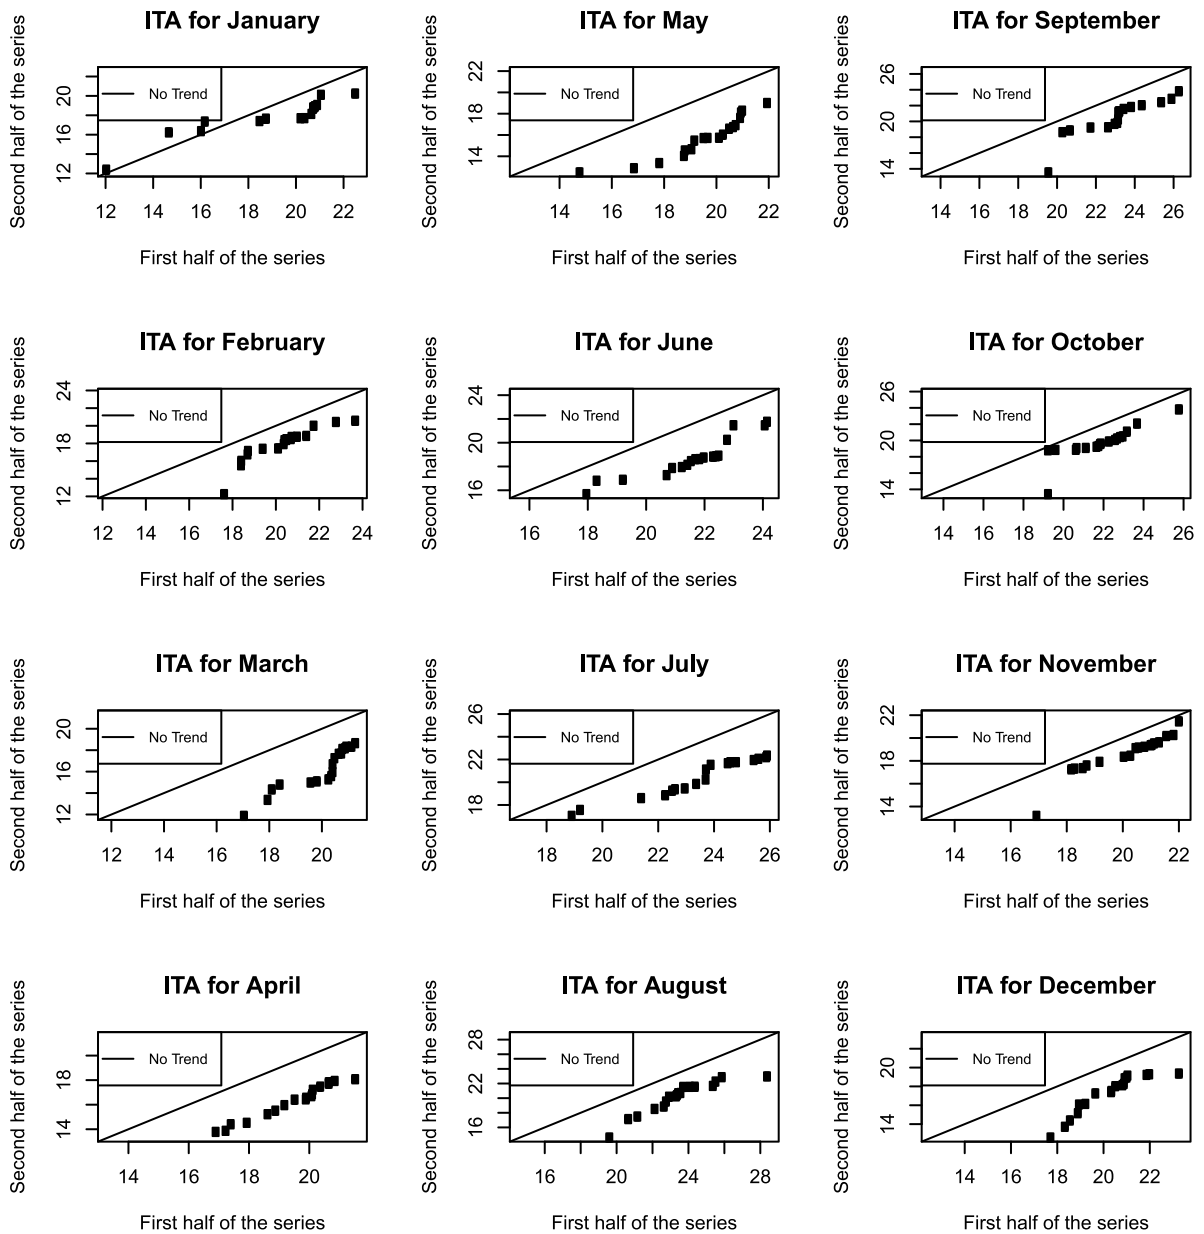 ITA for January
Second half of the series
No Trend
12 16 20
12 14 16 18 20 22
First half of the series
ITA for May
Second half of the series
No Trend
14 18 22
14 16 18 20 22
First half of the series
ITA for September
Second half of the series
No Trend
14 20 26
14 16 18 20 22 24 26
First half of the series
ITA for February
Second half of the series
No Trend
12 18 24
12 14 16 18 20 22 24
First half of the series
ITA for June
Second half of the series
No Trend
16 20 24
16 18 20 22 24
First half of the series
ITA for October
Second half of the series
No Trend
14 20 26
14 16 18 20 22 24 26
First half of the series
ITA for March
Second half of the series
No Trend
12 16 20
12 14 16 18 20
First half of the series
ITA for July
Second half of the series
No Trend
18 22 26
18 20 22 24 26
First half of the series
ITA for November
Second half of the series
No Trend
14 18 22
14 16 18 20 22
First half of the series
ITA for April
Second half of the series
No Trend
14 18
14 16 18 20
First half of the series
ITA for August
Second half of the series
No Trend
16 22 28
16 20 24 28
First half of the series
ITA for December
Second half of the series
No Trend
14 20
14 16 18 20 22
First half of the series